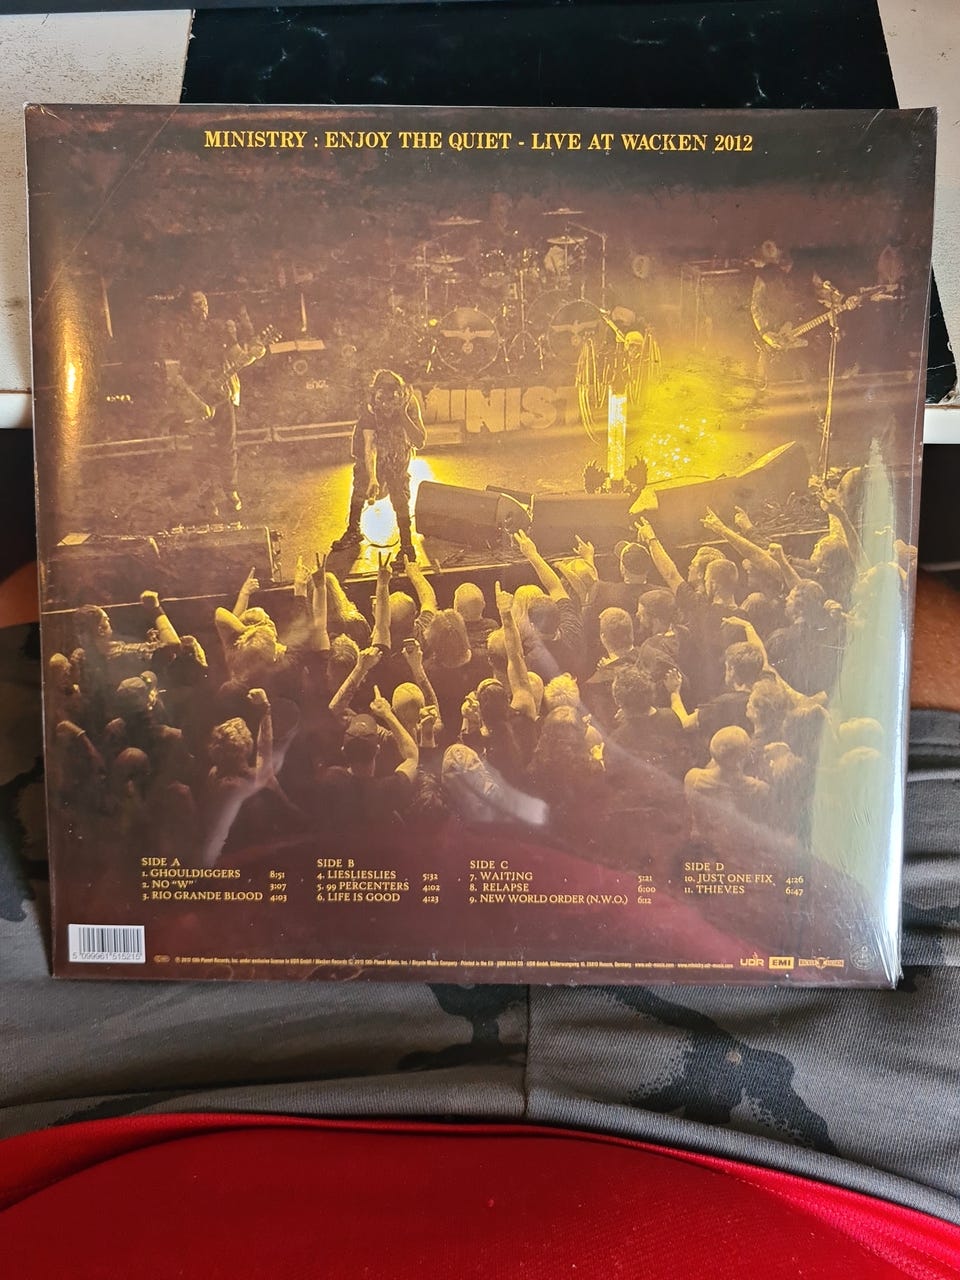 MINISTRY : ENJOY THE QUIET - LIVE AT WACKEN 2012
MINIST
SIDE A
1. GHOULDIGGERS 8:51
2. NO "W" 3:07
3. RIO GRANDE BLOOD 4:03
SIDE B
4. LIESLIESLIES 5:32
5. 99 PERCENTERS 4:02
6. LIFE IS GOOD 4:23
SIDE C
7. WAITING 5:21
8. RELAPSE 6:00
9. NEW WORLD ORDER (N.W.O.) 6:12
SIDE D
10. JUST ONE FIX 4:26
11. THIEVES 6:47
5 099961 515215
UDR EMI